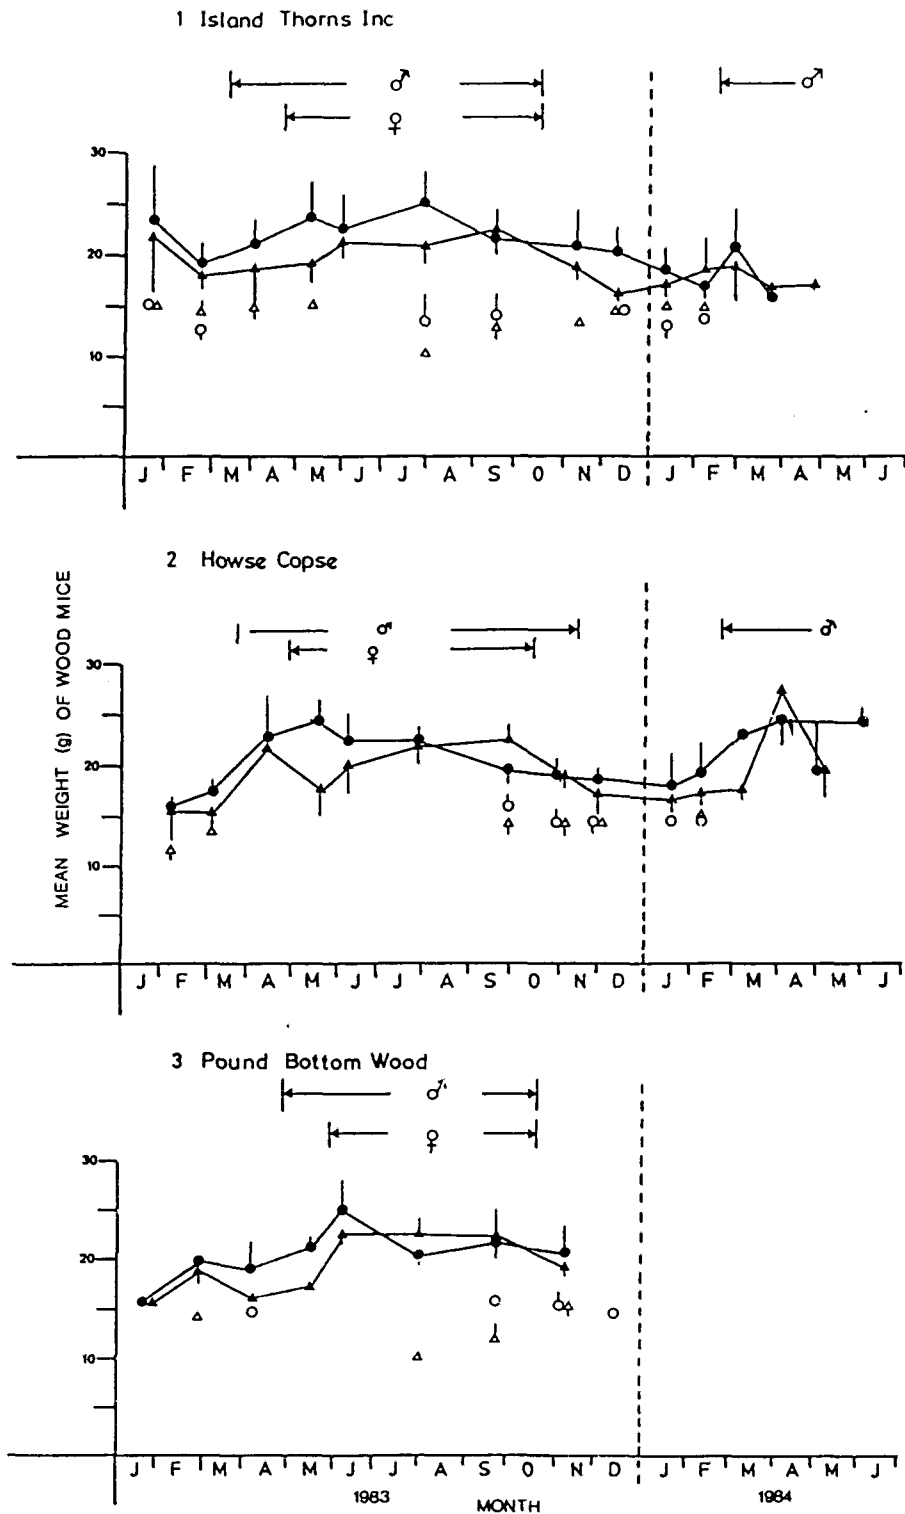 1 Island Thorns Inc
♂ ♂
♀
30
20
10
J F M A M J J A S O N D J F M A M J
2 Howse Copse
♂ ♂
♀
30
20
10
J F M A M J J A S O N D J F M A M J
MEAN WEIGHT (g) OF WOOD MICE
3 Pound Bottom Wood
♂
♀
30
20
10
J F M A M J J A S O N D J F M A M J
1983 MONTH 1984